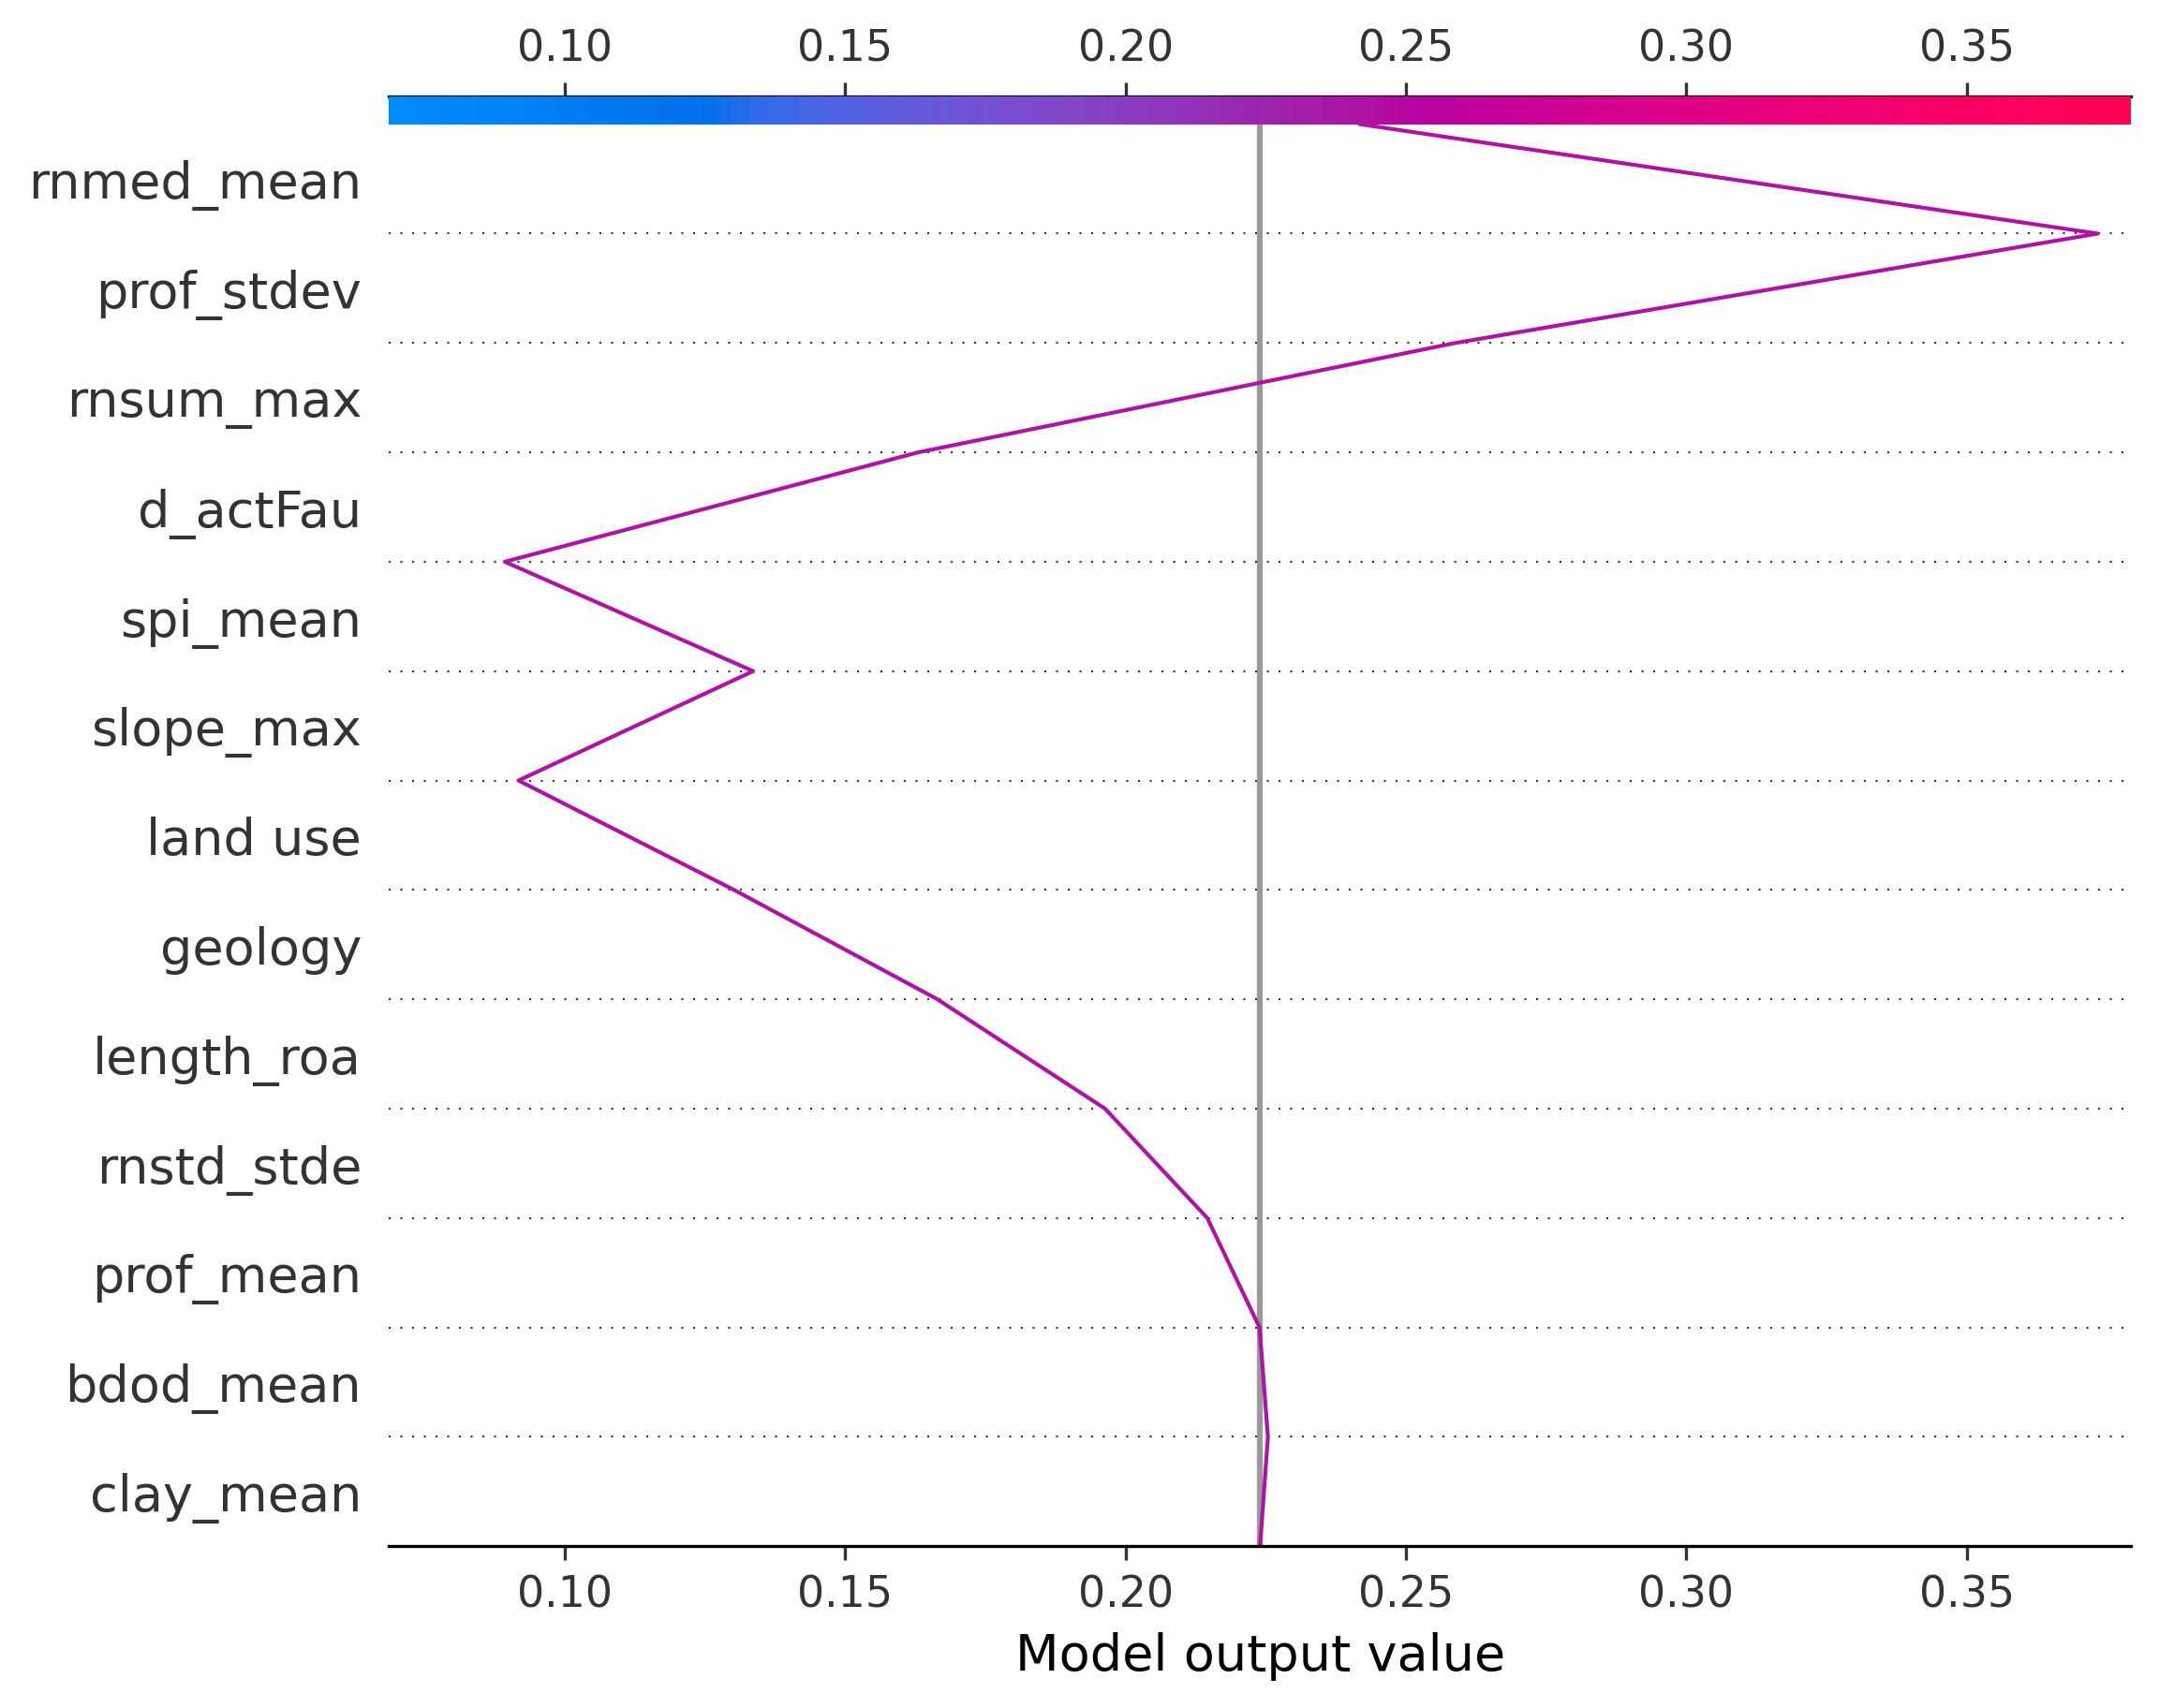 0.10 0.15 0.20 0.25 0.30 0.35
rnmed_mean
prof_stdev
rnsum_max
d_actFau
spi_mean
slope_max
land use
geology
length_roa
rnstd_stde
prof_mean
bdod_mean
clay_mean
0.10 0.15 0.20 0.25 0.30 0.35
Model output value